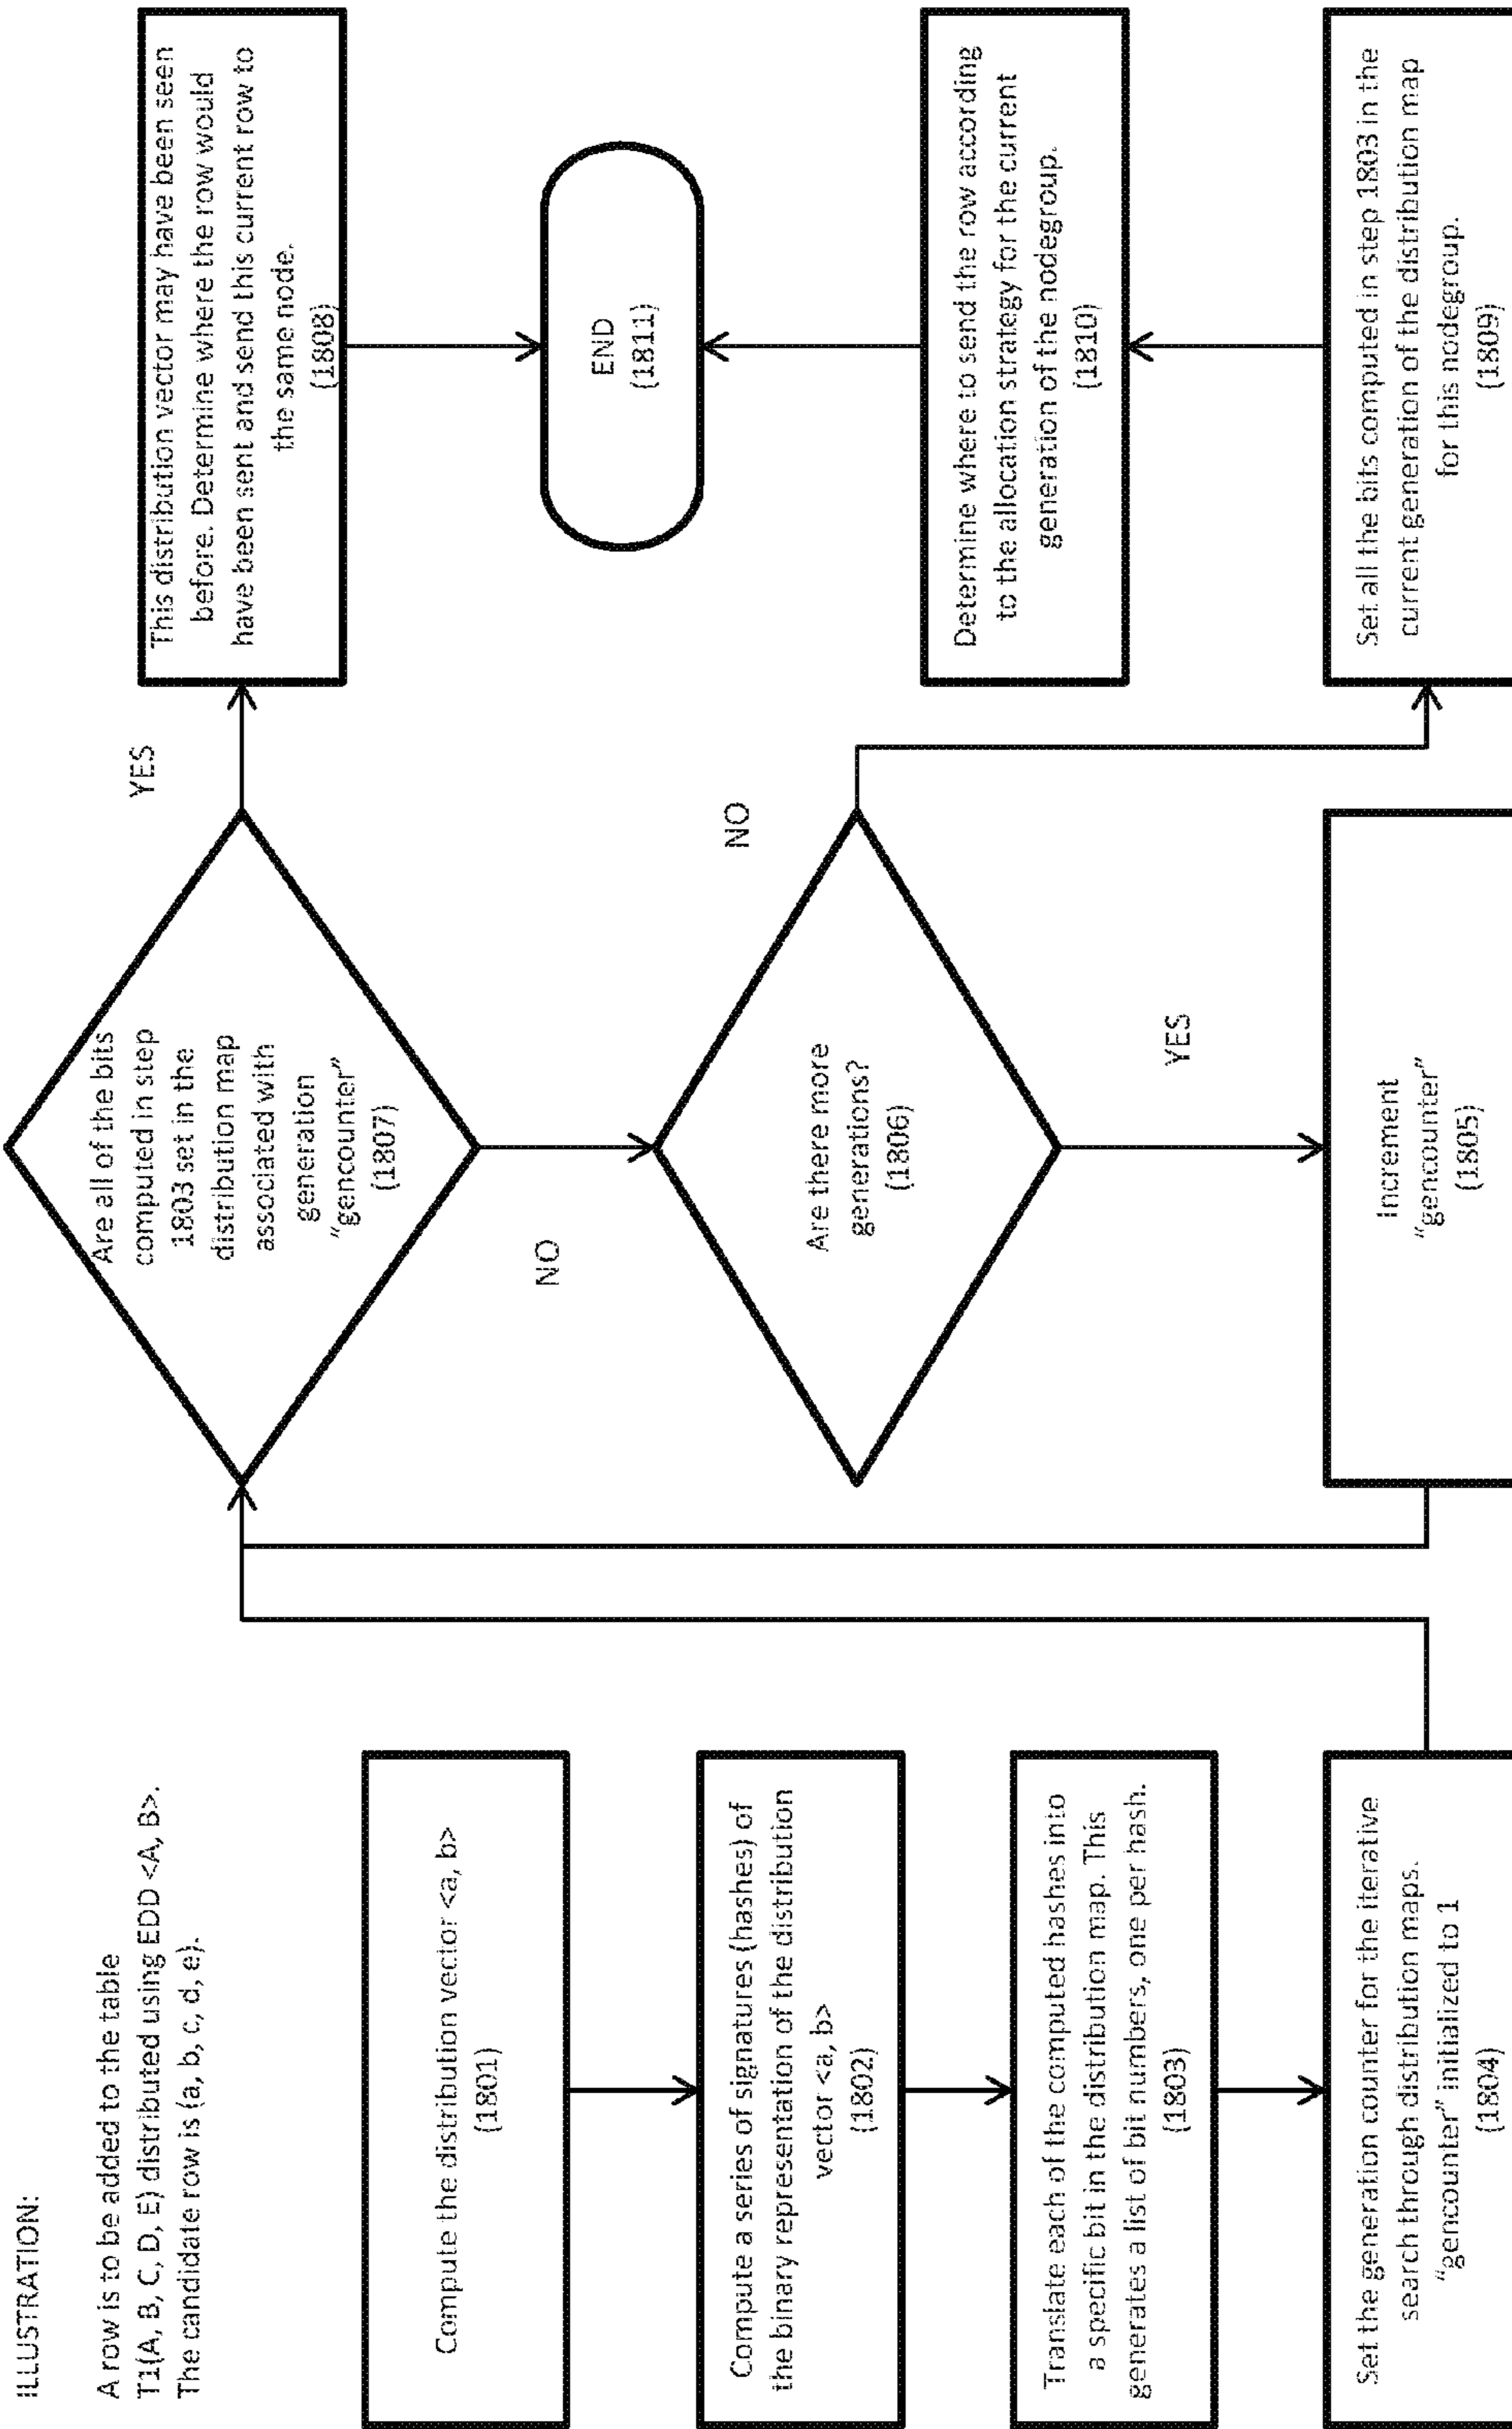 ILLUSTRATION:
A row is to be added to the table
T1(A, B, C, D, E) distributed using EDD <A, B>.
The candidate row is (a, b, c, d, e).
Compute the distribution vector <a, b>
(1801)
Compute a series of signatures (hashes) of
the binary representation of the distribution
vector <a, b>
(1802)
Translate each of the computed hashes into
a specific bit in the distribution map. This
generates a list of bit numbers, one per hash.
(1803)
Set the generation counter for the iterative
search through distribution maps.
"gencounter" initialized to 1
(1804)
Are all of the bits
computed in step
1803 set in the
distribution map
associated with
generation
"gencounter"
(1807)
YES
NO
Are there more
generations?
(1806)
NO
YES
Increment
"gencounter"
(1805)
This distribution vector may have been seen
before. Determine where the row would
have been sent and send this current row to
the same node.
(1808)
END
(1811)
Determine where to send the row according
to the allocation strategy for the current
generation of the nodegroup.
(1810)
Set all the bits computed in step 1803 in the
current generation of the distribution map
for this nodegroup.
(1809)